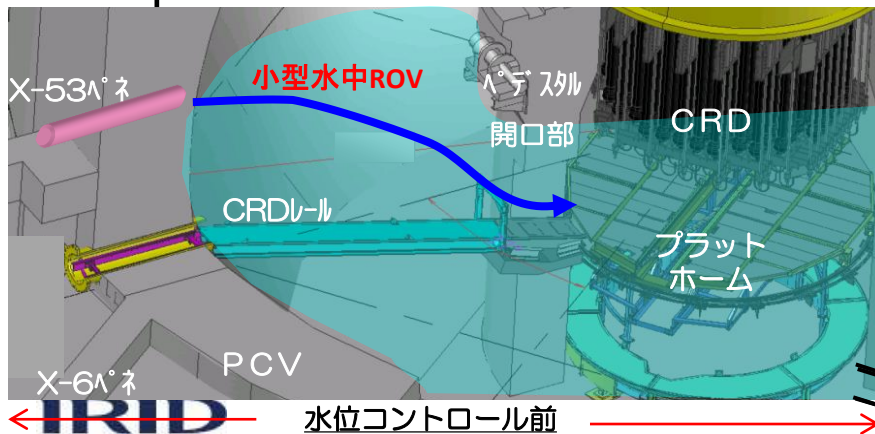 小型水中ROV
X-53ﾍﾟﾈ
ﾍﾟﾃﾞｽﾀﾙ
開口部
CRD
CRDﾚｰﾙ
プラット
ホーム
PCV
X-6ﾍﾟﾈ
IRID
水位コントロール前